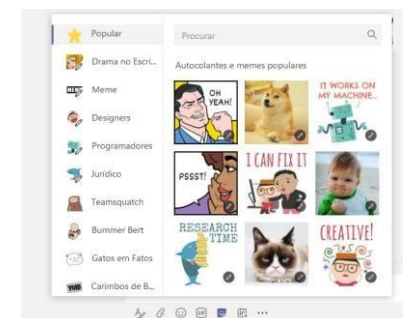 Popular
Drama no Escri...
Meme
Designers
Programadores
Jurídico
Teamsquatch
Bummer Bert
Gatos em Fatos
Carimbos de B...
Procurar
Autocolantes e memes populares
OH
YEAH!
IT WORKS ON
MY MACHINE...
PSSST!
I CAN FIX IT
RESEARCH
TIME
CREATIVE!
GIF